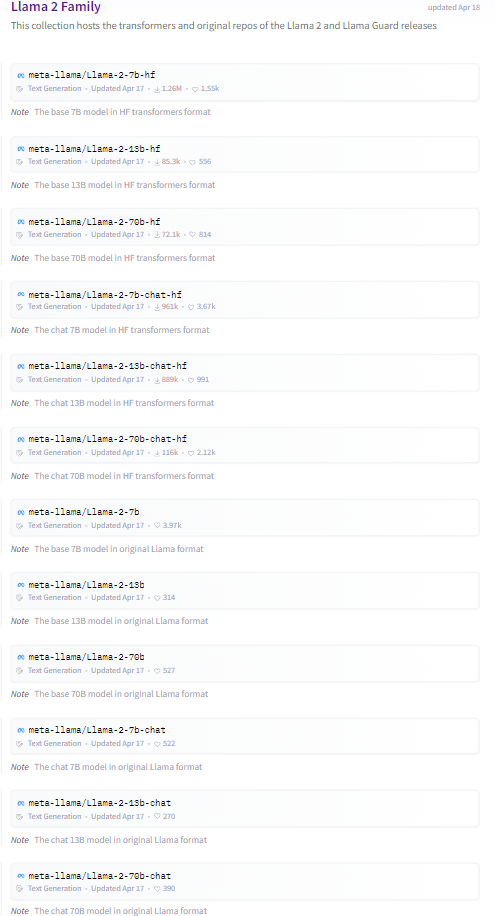 Llama 2 Family
updated Apr 18
This collection hosts the transformers and original repos of the Llama 2 and Llama Guard releases
meta-llama/Llama-2-7b-hf
Text Generation • Updated Apr 17 • 1.26M • 1.55k
Note The base 7B model in HF transformers format
meta-llama/Llama-2-13b-hf
Text Generation • Updated Apr 17 • 85.3k • 556
Note The base 13B model in HF transformers format
meta-llama/Llama-2-70b-hf
Text Generation • Updated Apr 17 • 72.1k • 814
Note The base 70B model in HF transformers format
meta-llama/Llama-2-7b-chat-hf
Text Generation • Updated Apr 17 • 961k • 3.67k
Note The chat 7B model in HF transformers format
meta-llama/Llama-2-13b-chat-hf
Text Generation • Updated Apr 17 • 889k • 991
Note The chat 13B model in HF transformers format
meta-llama/Llama-2-70b-chat-hf
Text Generation • Updated Apr 17 • 116k • 2.12k
Note The chat 70B model in HF transformers format
meta-llama/Llama-2-7b
Text Generation • Updated Apr 17 • 3.97k
Note The base 7B model in original Llama format
meta-llama/Llama-2-13b
Text Generation • Updated Apr 17 • 314
Note The base 13B model in original Llama format
meta-llama/Llama-2-70b
Text Generation • Updated Apr 17 • 527
Note The base 70B model in original Llama format
meta-llama/Llama-2-7b-chat
Text Generation • Updated Apr 17 • 522
Note The chat 7B model in original Llama format
meta-llama/Llama-2-13b-chat
Text Generation • Updated Apr 17 • 270
Note The chat 13B model in original Llama format
meta-llama/Llama-2-70b-chat
Text Generation • Updated Apr 17 • 390
Note The chat 70B model in original Llama format